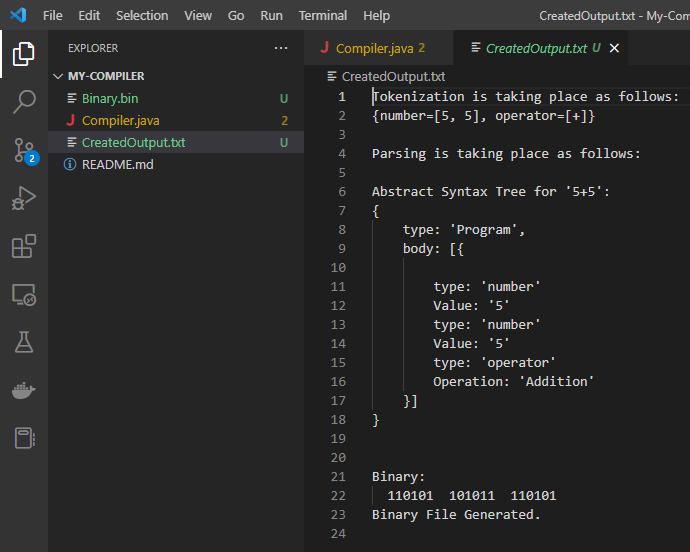 File Edit Selection View Go Run Terminal Help CreatedOutput.txt - My-Com
EXPLORER ···
MY-COMPILER
Binary.bin U
J Compiler.java 2
CreatedOutput.txt U
README.md
2
J Compiler.java 2 CreatedOutput.txt U ×
CreatedOutput.txt
1 Tokenization is taking place as follows:
2 {number=[5, 5], operator=[+]}
3
4 Parsing is taking place as follows:
5
6 Abstract Syntax Tree for '5+5':
7 {
8 type: 'Program',
9 body: [{
10
11 type: 'number'
12 Value: '5'
13 type: 'number'
14 Value: '5'
15 type: 'operator'
16 Operation: 'Addition'
17 }]
18 }
19
20
21 Binary:
22 110101 101011 110101
23 Binary File Generated.
24